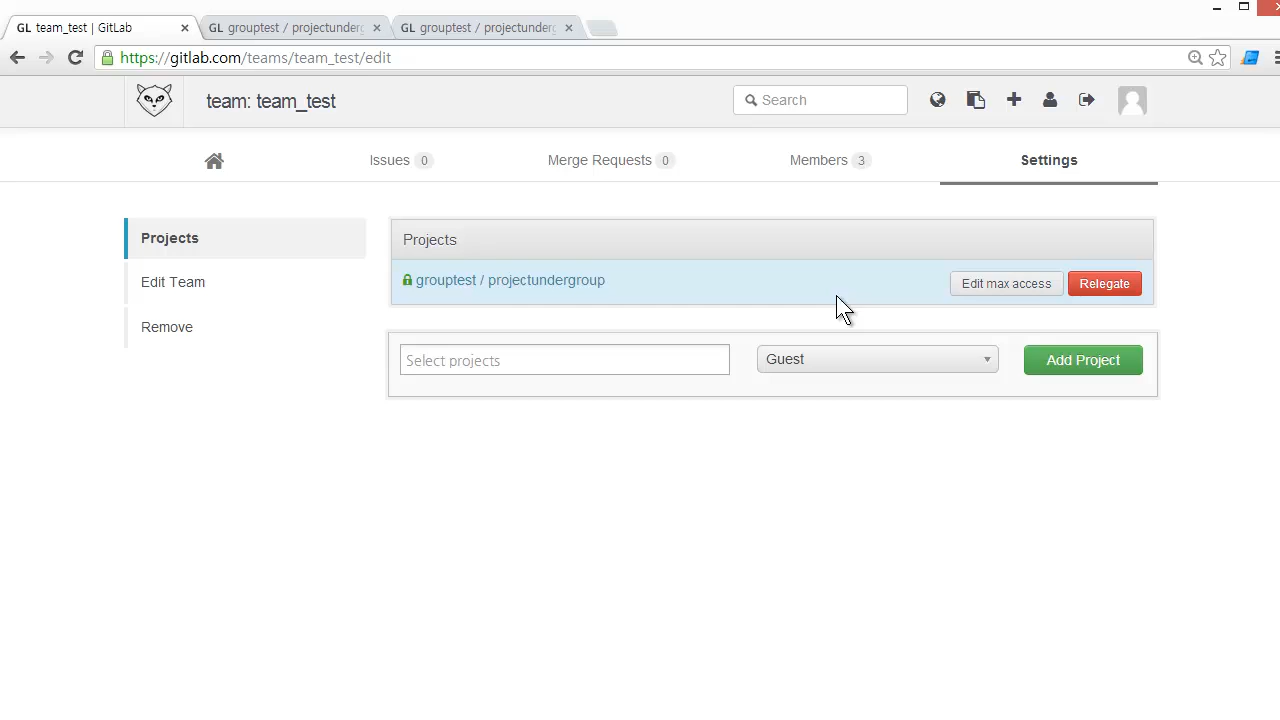 GL team_test | GitLab × GL grouptest / projectunderg × GL grouptest / projectunderg ×
https://gitlab.com/teams/team_test/edit
team: team_test Search
Issues 0 Merge Requests 0 Members 3 Settings
Projects
Edit Team
Remove
Projects
grouptest / projectundergroup Edit max access Relegate
Select projects Guest Add Project